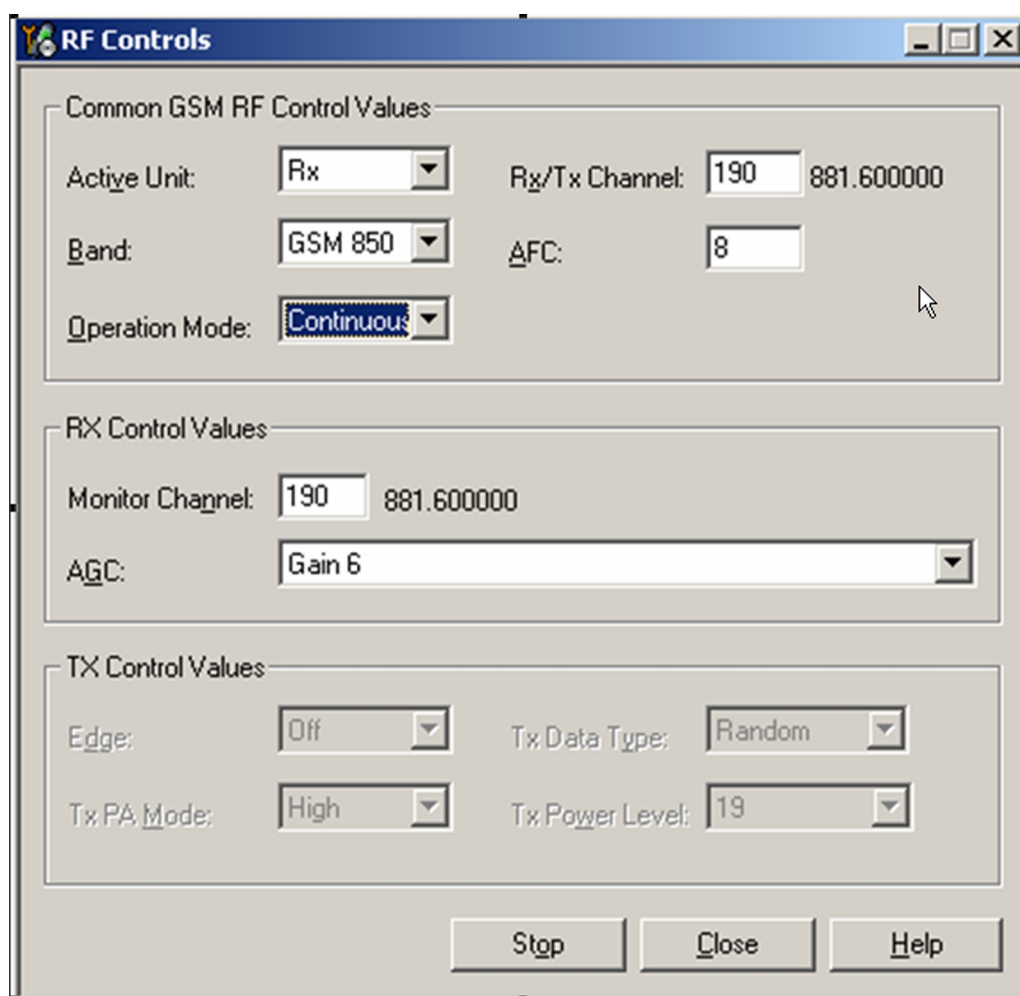 RF Controls
Common GSM RF Control Values
Active Unit: Rx Rx/Tx Channel: 190 881.600000
Band: GSM 850 AFC: 8
Operation Mode: Continuous
RX Control Values
Monitor Channel: 190 881.600000
AGC: Gain 6
TX Control Values
Edge: Off Tx Data Type: Random
Tx PA Mode: High Tx Power Level: 19
Stop Close Help